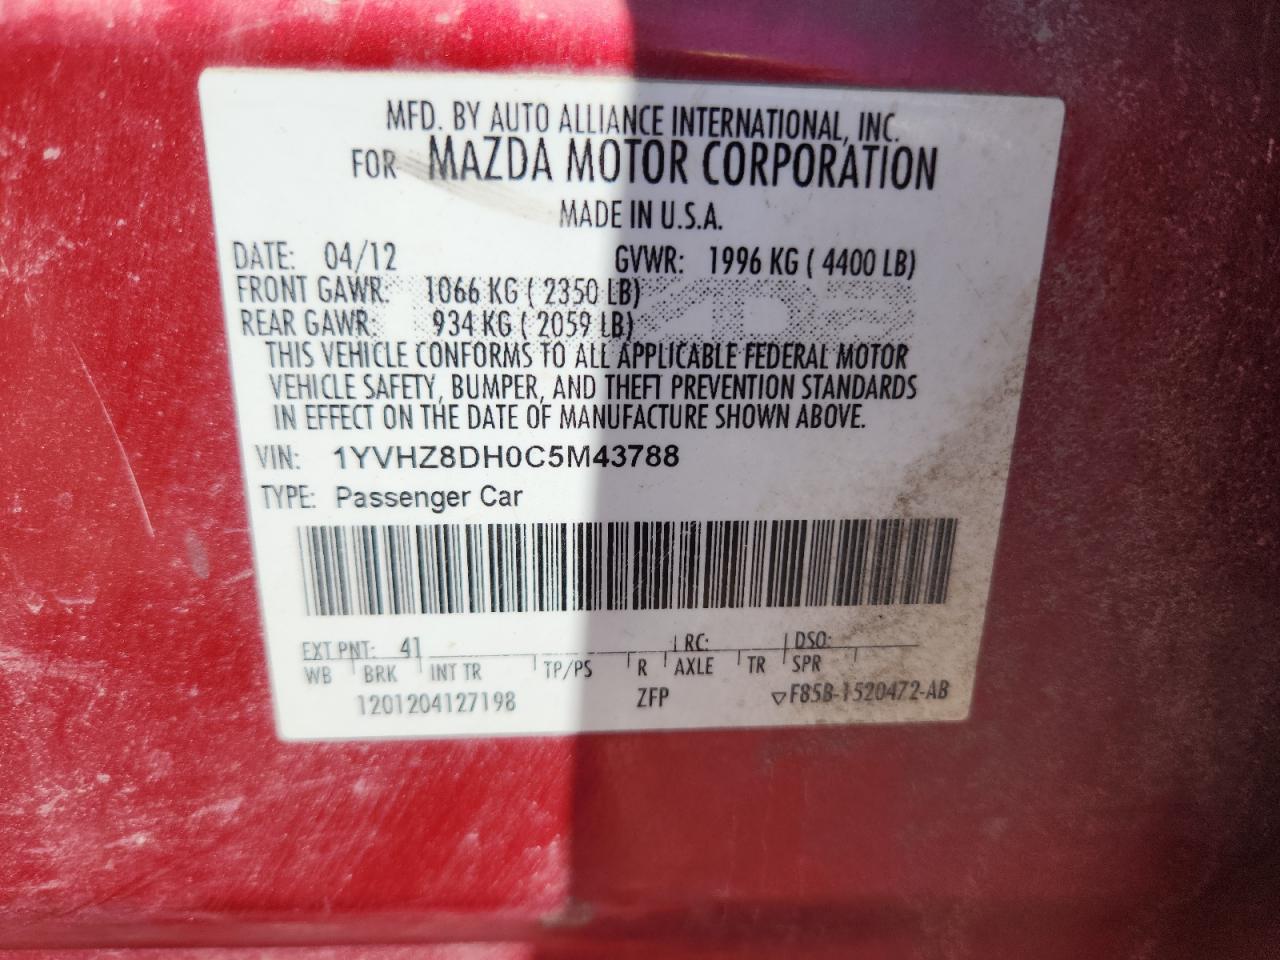 MFD. BY AUTO ALLIANCE INTERNATIONAL, INC.
FOR MAZDA MOTOR CORPORATION
MADE IN U.S.A.
DATE: 04/12 GVWR: 1996 KG ( 4400 LB)
FRONT GAWR: 1066 KG ( 2350 LB)
REAR GAWR: 934 KG ( 2059 LB)
THIS VEHICLE CONFORMS TO ALL APPLICABLE FEDERAL MOTOR
VEHICLE SAFETY, BUMPER, AND THEFT PREVENTION STANDARDS
IN EFFECT ON THE DATE OF MANUFACTURE SHOWN ABOVE.
VIN: 1YVHZ8DH0C5M43788
TYPE: Passenger Car
EXT PNT: 41 RC: DSO:
WB BRK INT TR TP/PS R AXLE TR SPR
1201204127198 ZFP ▽F85B-1520472-AB